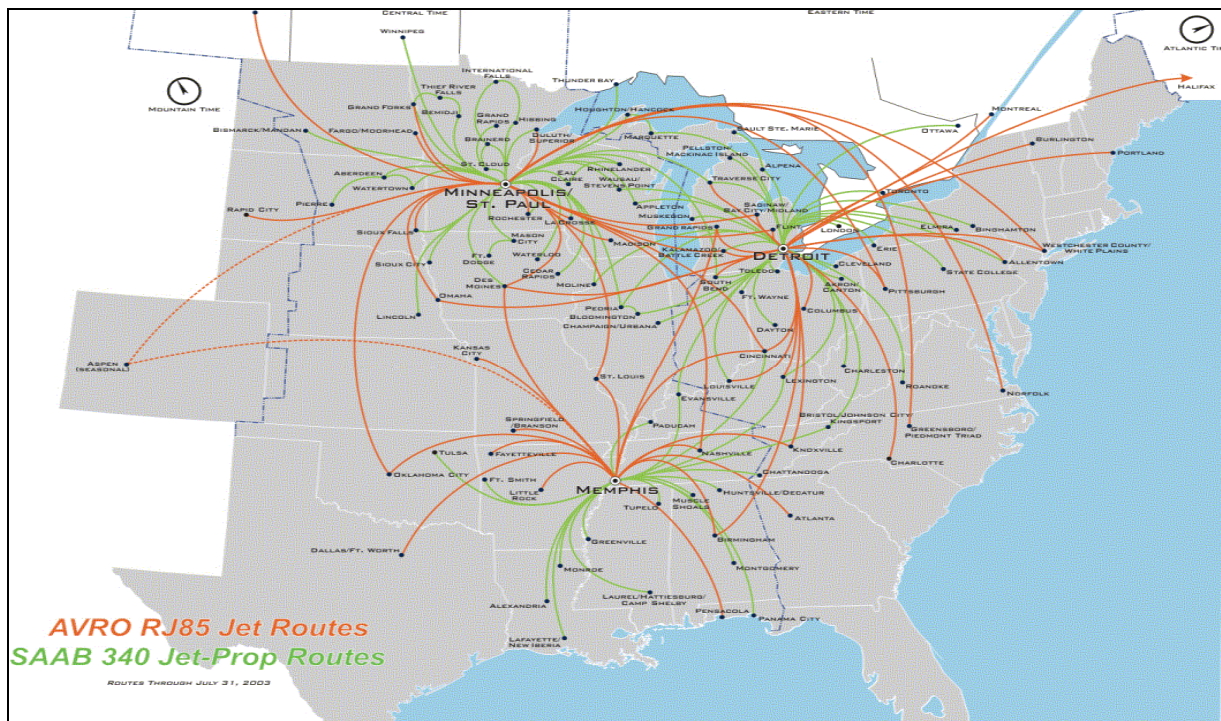 CENTRAL TIME
EASTERN TIME
ATLANTIC TI
MOUNTAIN TIME
WINNIPEG
INTERNATIONAL
FALLS
THUNDER BAY
THIEF RIVER
FALLS
GRAND FORKS
BEMIDJI
GRAND
RAPIDS
HIBBING
HOUGHTON/HANCOCK
MONTREAL
HALIFAX
BISMARCK/MANDAN
FARGO/MOORHEAD
BRAINERD
DULUTH/
SUPERIOR
MARQUETTE
SAULT STE. MARIE
OTTAWA
BURLINGTON
PORTLAND
PELLSTON/
MACKINAC ISLAND
ALPENA
ST. CLOUD
ABERDEEN
WATERTOWN
EAU
CLAIRE
RHINELANDER
WAUSAU/
STEVENS POINT
TRAVERSE CITY
TORONTO
MINNEAPOLIS/
ST. PAUL
PIERRE
RAPID CITY
APPLETON
MUSKEGON
SAGINAW/
BAY CITY/MIDLAND
ROCHESTER
LA CROSSE
GRAND RAPIDS
FLINT
LONDON
ELMIRA
BINGHAMTON
SIOUX FALLS
MASON
CITY
MADISON
KALAMAZOO/
BATTLE CREEK
DETROIT
ERIE
WESTCHESTER COUNTY/
WHITE PLAINS
SIOUX CITY
FT.
DODGE
WATERLOO
CEDAR
RAPIDS
TOLEDO
CLEVELAND
ALLENTOWN
STATE COLLEGE
DES
MOINES
MOLINE
SOUTH
BEND
AKRON/
CANTON
PITTSBURGH
OMAHA
LINCOLN
PEORIA
BLOOMINGTON
CHAMPAIGN/URBANA
FT. WAYNE
COLUMBUS
DAYTON
KANSAS
CITY
CINCINNATI
ASPEN
(SEASONAL)
ST. LOUIS
LOUISVILLE
LEXINGTON
CHARLESTON
ROANOKE
NORFOLK
EVANSVILLE
SPRINGFIELD
/BRANSON
PADUCAH
BRISTOL/JOHNSON CITY/
KINGSPORT
GREENSBORO/
PIEDMONT TRIAD
TULSA
FAYETTEVILLE
NASHVILLE
KNOXVILLE
CHARLOTTE
OKLAHOMA CITY
FT. SMITH
LITTLE
ROCK
MEMPHIS
CHATTANOOGA
TUPELO
MUSCLE
SHOALS
HUNTSVILLE/DECATUR
ATLANTA
DALLAS/FT. WORTH
GREENVILLE
BIRMINGHAM
MONROE
MONTGOMERY
ALEXANDRIA
LAUREL/HATTIESBURG/
CAMP SHELBY
PENSACOLA
PANAMA CITY
LAFAYETTE/
NEW IBERIA
AVRO RJ85 Jet Routes
SAAB 340 Jet-Prop Routes
ROUTES THROUGH JULY 31, 2003